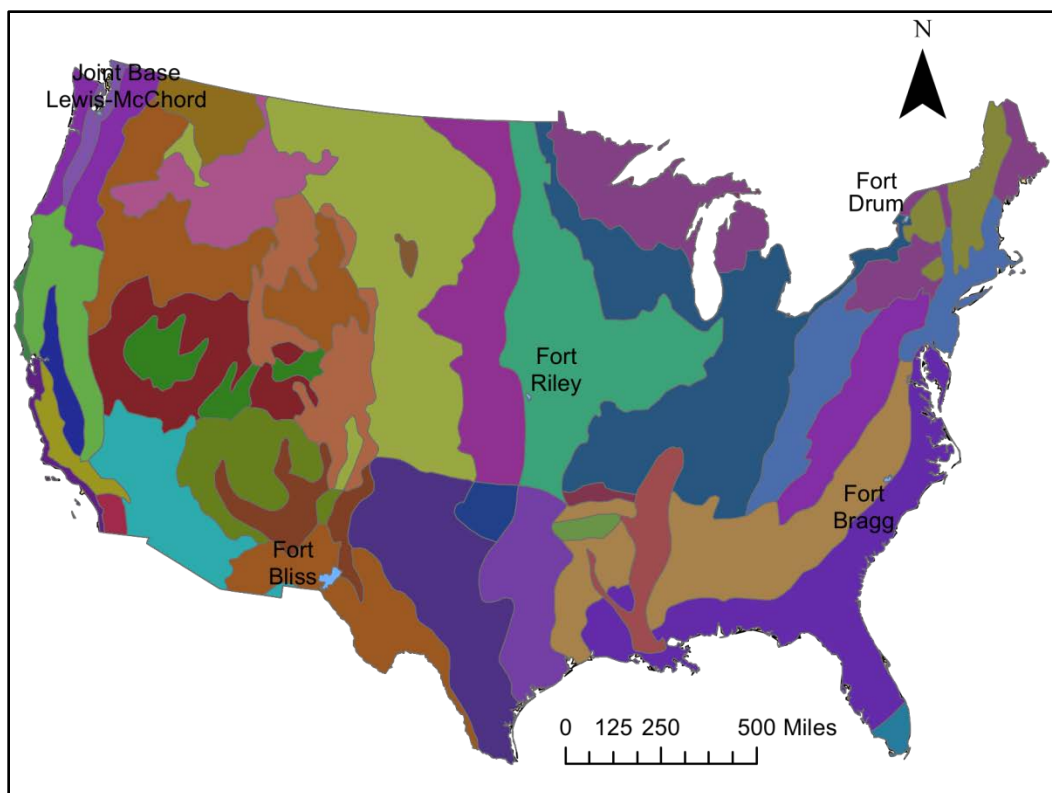 N
Joint Base
Lewis-McChord
Fort
Drum
Fort
Riley
Fort
Bragg
Fort
Bliss
0 125 250 500 Miles